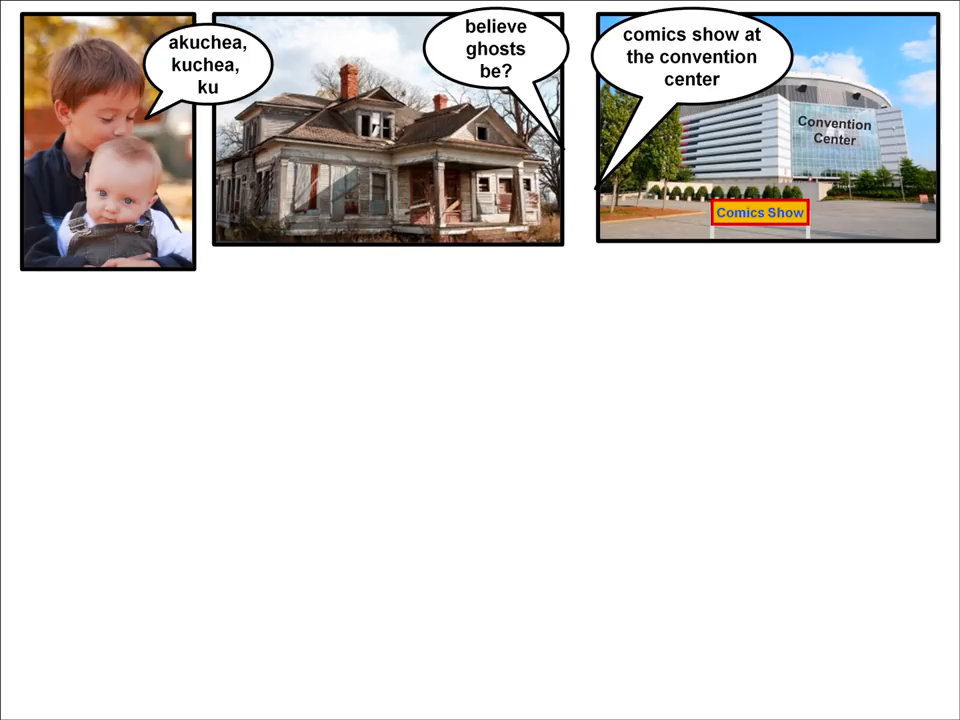 akuchea,
kuchea,
ku
believe
ghosts
be?
comics show at
the convention
center
Convention
Center
Comics Show